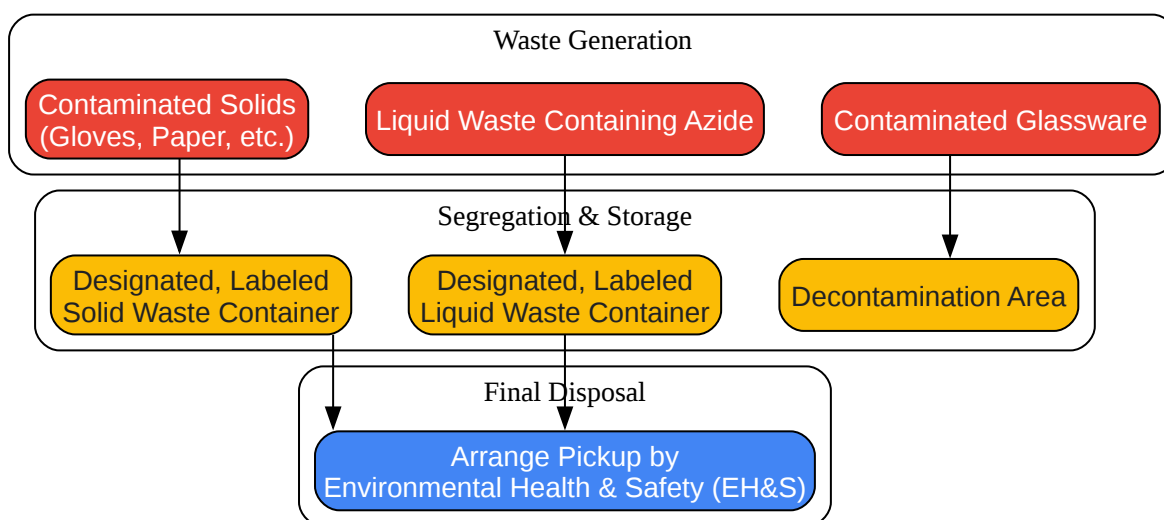 Waste Generation
Contaminated Solids
(Gloves, Paper, etc.)
Liquid Waste Containing Azide
Contaminated Glassware
Segregation & Storage
Designated, Labeled
Solid Waste Container
Designated, Labeled
Liquid Waste Container
Decontamination Area
Final Disposal
Arrange Pickup by
Environmental Health & Safety (EH&S)